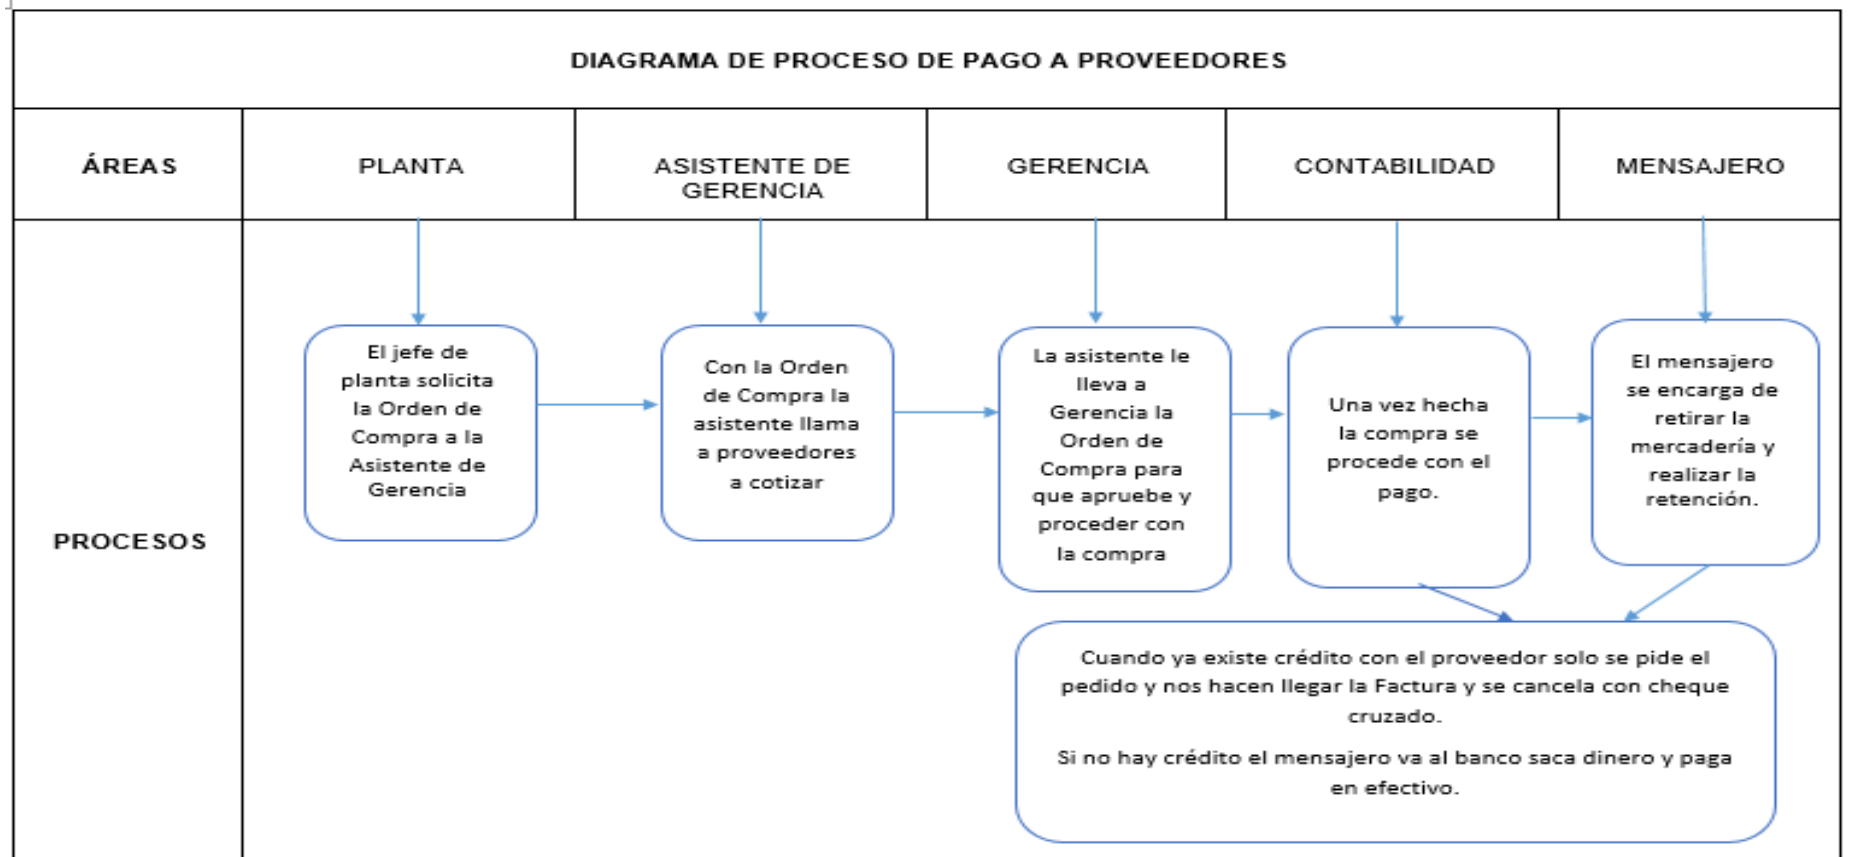 DIAGRAMA DE PROCESO DE PAGO A PROVEEDORES
ÁREAS
PLANTA
ASISTENTE DE
GERENCIA
GERENCIA
CONTABILIDAD
MENSAJERO
PROCESOS
El jefe de
planta solicita
la Orden de
Compra a la
Asistente de
Gerencia
Con la Orden
de Compra la
asistente llama
a proveedores
a cotizar
La asistente le
lleva a
Gerencia la
Orden de
Compra para
que apruebe y
proceder con
la compra
Una vez hecha
la compra se
procede con el
pago.
El mensajero
se encarga de
retirar la
mercadería y
realizar la
retención.
Cuando ya existe crédito con el proveedor solo se pide el
pedido y nos hacen llegar la Factura y se cancela con cheque
cruzado.
Si no hay crédito el mensajero va al banco saca dinero y paga
en efectivo.